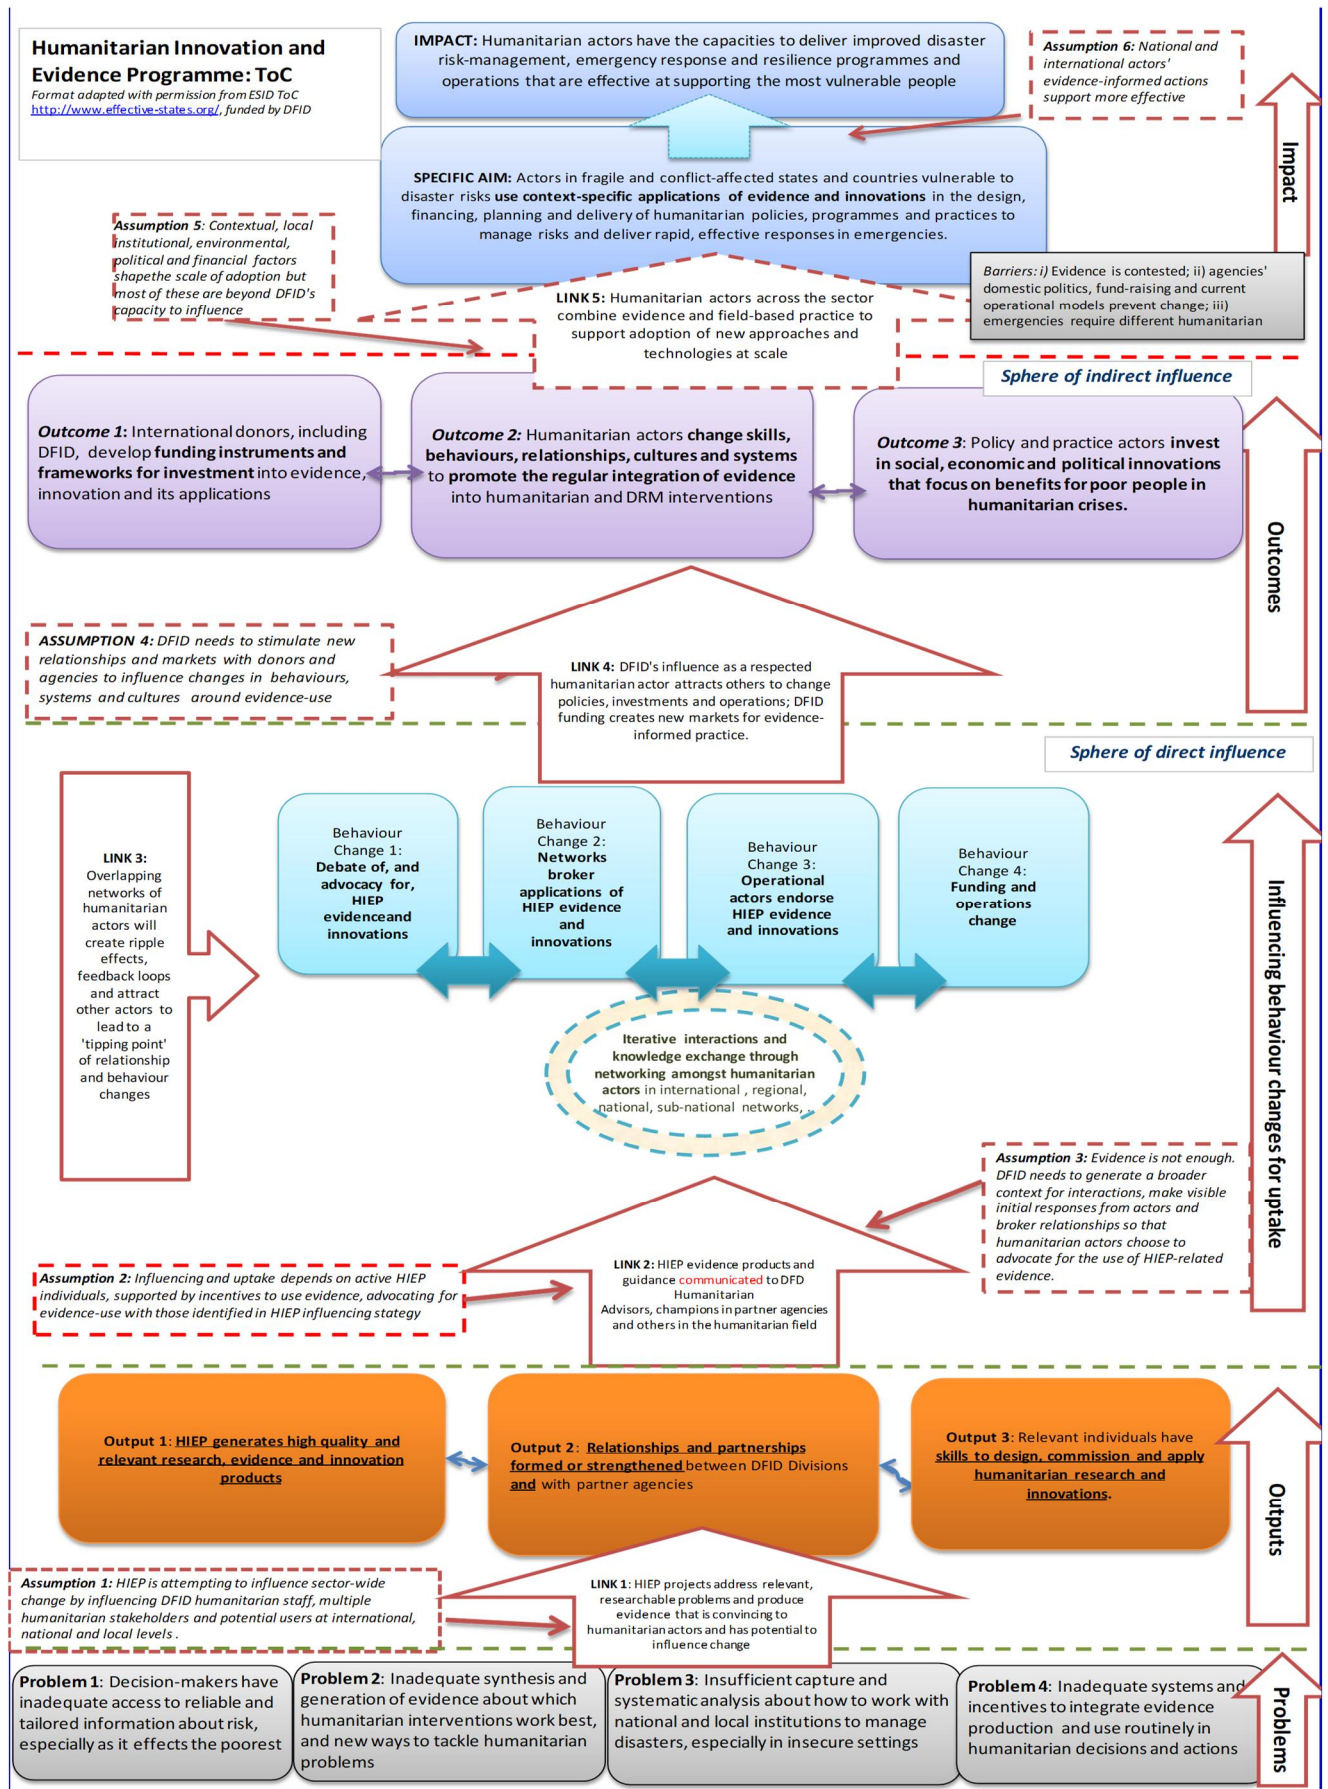 Humanitarian Innovation and
Evidence Programme: ToC
Format adapted with permission from ESID ToC
http://www.effective-states.org/, funded by DFID
IMPACT: Humanitarian actors have the capacities to deliver improved disaster
risk-management, emergency response and resilience programmes and
operations that are effective at supporting the most vulnerable people
Assumption 6: National and
international actors'
evidence-informed actions
support more effective
Impact
SPECIFIC AIM: Actors in fragile and conflict-affected states and countries vulnerable to
disaster risks use context-specific applications of evidence and innovations in the design,
financing, planning and delivery of humanitarian policies, programmes and practices to
manage risks and deliver rapid, effective responses in emergencies.
Assumption 5: Contextual, local
institutional, environmental,
political and financial factors
shapethe scale of adoption but
most of these are beyond DFID's
capacity to influence
LINK 5: Humanitarian actors across the sector
combine evidence and field-based practice to
support adoption of new approaches and
technologies at scale
Barriers: i) Evidence is contested; ii) agencies'
domestic politics, fund-raising and current
operational models prevent change; iii)
emergencies require different humanitarian
Sphere of indirect influence
Outcome 1: International donors, including
DFID, develop funding instruments and
frameworks for investment into evidence,
innovation and its applications
Outcome 2: Humanitarian actors change skills,
behaviours, relationships, cultures and systems
to promote the regular integration of evidence
into humanitarian and DRM interventions
Outcome 3: Policy and practice actors invest
in social, economic and political innovations
that focus on benefits for poor people in
humanitarian crises.
Outcomes
ASSUMPTION 4: DFID needs to stimulate new
relationships and markets with donors and
agencies to influence changes in behaviours,
systems and cultures around evidence-use
LINK 4: DFID's influence as a respected
humanitarian actor attracts others to change
policies, investments and operations; DFID
funding creates new markets for evidence-
informed practice.
Sphere of direct influence
LINK 3:
Overlapping
networks of
humanitarian
actors will
create ripple
effects,
feedback loops
and attract
other actors to
lead to a
'tipping point'
of relationship
and behaviour
changes
Behaviour
Change 1:
Debate of, and
advocacy for,
HIEP
evidenceand
innovations
Behaviour
Change 2:
Networks
broker
applications of
HIEP evidence
and
innovations
Behaviour
Change 3:
Operational
actors endorse
HIEP evidence
and innovations
Behaviour
Change 4:
Funding and
operations
change
Influencing behaviour changes for uptake
Iterative interactions and
knowledge exchange through
networking amongst humanitarian
actors in international , regional,
national, sub-national networks, .
Assumption 3: Evidence is not enough.
DFID needs to generate a broader
context for interactions, make visible
initial responses from actors and
broker relationships so that
humanitarian actors choose to
advocate for the use of HIEP-related
evidence.
Assumption 2: Influencing and uptake depends on active HIEP
individuals, supported by incentives to use evidence, advocating for
evidence-use with those identified in HIEP influencing stategy
LINK 2: HIEP evidence products and
guidance communicated to DFD
Humanitarian
Advisors, champions in partner agencies
and others in the humanitarian field
Output 1: HIEP generates high quality and
relevant research, evidence and innovation
products
Output 2: Relationships and partnerships
formed or strengthened between DFID Divisions
and with partner agencies
Output 3: Relevant individuals have
skills to design, commission and apply
humanitarian research and
innovations.
Outputs
Assumption 1: HIEP is attempting to influence sector-wide
change by influencing DFID humanitarian staff, multiple
humanitarian stakeholders and potential users at international,
national and local levels .
LINK 1: HIEP projects address relevant,
researchable problems and produce
evidence that is convincing to
humanitarian actors and has potential to
influence change
Problem 1: Decision-makers have
inadequate access to reliable and
tailored information about risk,
especially as it effects the poorest
Problem 2: Inadequate synthesis and
generation of evidence about which
humanitarian interventions work best,
and new ways to tackle humanitarian
problems
Problem 3: Insufficient capture and
systematic analysis about how to work with
national and local institutions to manage
disasters, especially in insecure settings
Problem 4: Inadequate systems and
incentives to integrate evidence
production and use routinely in
humanitarian decisions and actions
Problems